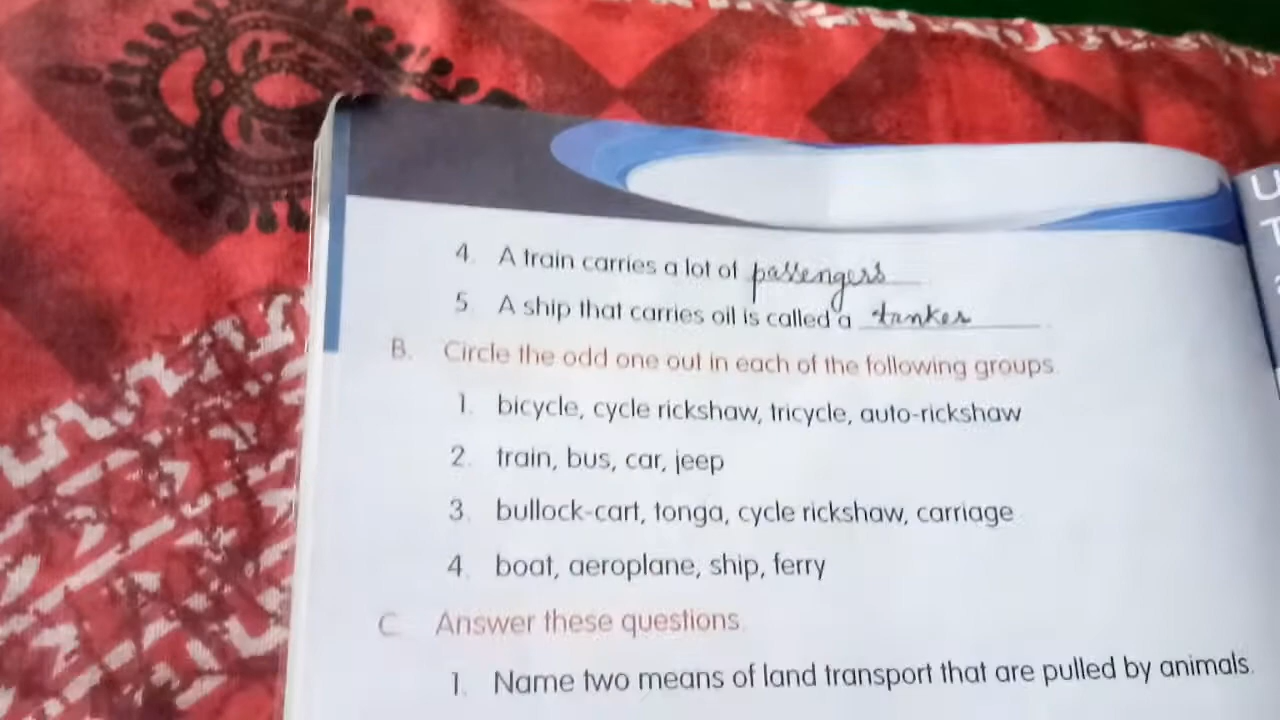 4. A train carries a lot of passengers
5 A ship that carries oil is called a tanker
B. Circle the odd one out in each of the following groups.
1. bicycle, cycle rickshaw, tricycle, auto-rickshaw
2. train, bus, car, jeep
3. bullock-cart, tonga, cycle rickshaw, carriage
4. boat, aeroplane, ship, ferry
C. Answer these questions.
1. Name two means of land transport that are pulled by animals.